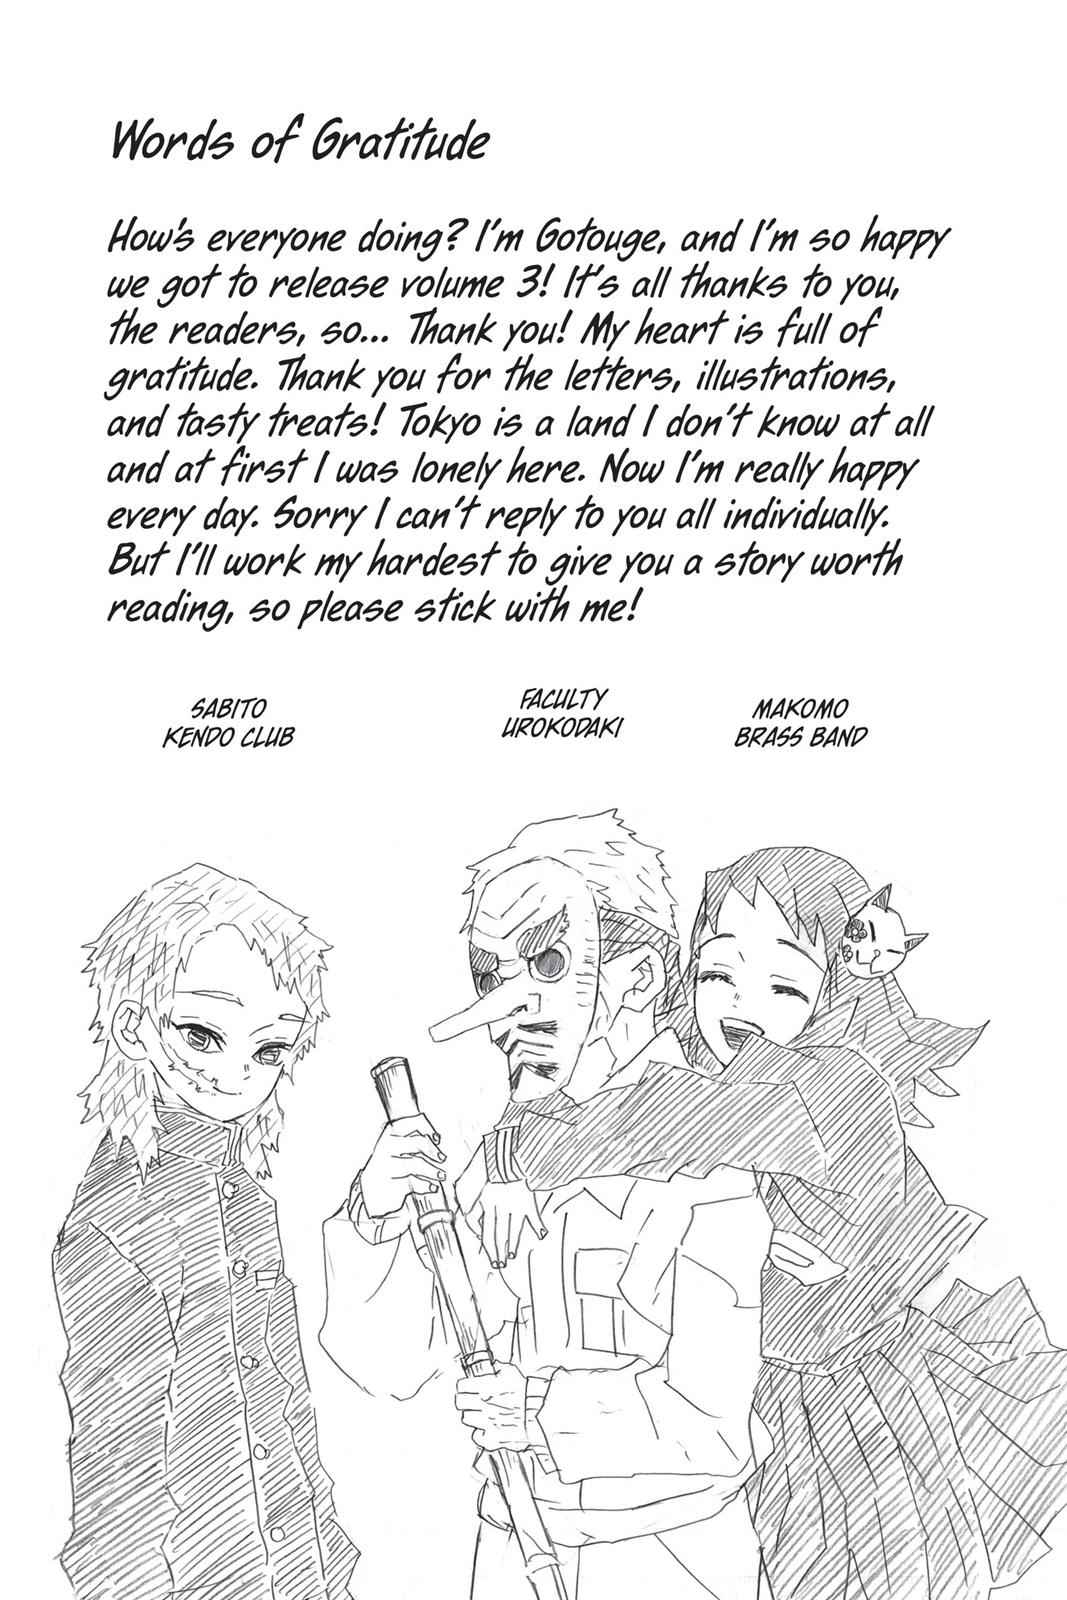 Words of Gratitude
How's everyone doing? I'm Gotouge, and I'm so happy
we got to release volume 3! It's all thanks to you,
the readers, so... Thank you! My heart is full of
gratitude. Thank you for the letters, illustrations,
and tasty treats! Tokyo is a land I don't know at all
and at first I was lonely here. Now I'm really happy
every day. Sorry I can't reply to you all individually.
But I'll work my hardest to give you a story worth
reading, so please stick with me!
SABITO
KENDO CLUB
FACULTY
UROKODAKI
MAKOMO
BRASS BAND